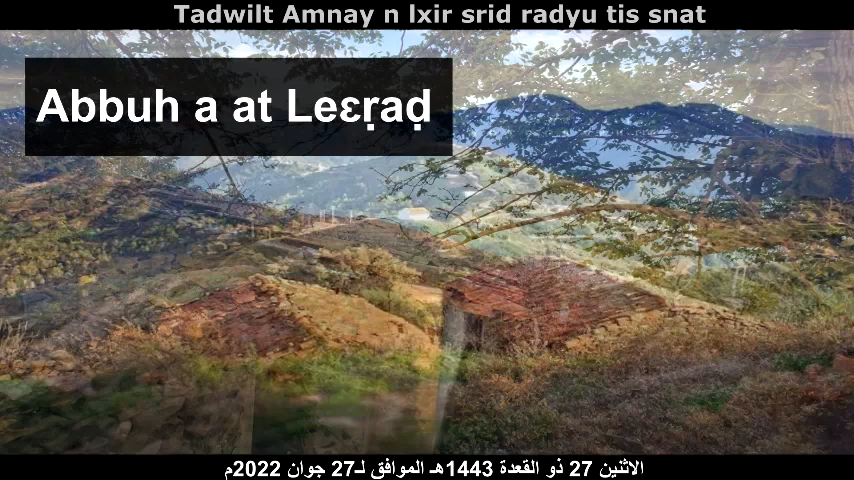 Tadwilt Amnay n lxir srid radyu tis snat
Abbuh a at Leɛṛaḍ
الاثنين 27 ذو القعدة 1443هـ الموافق لـ27 جوان 2022م